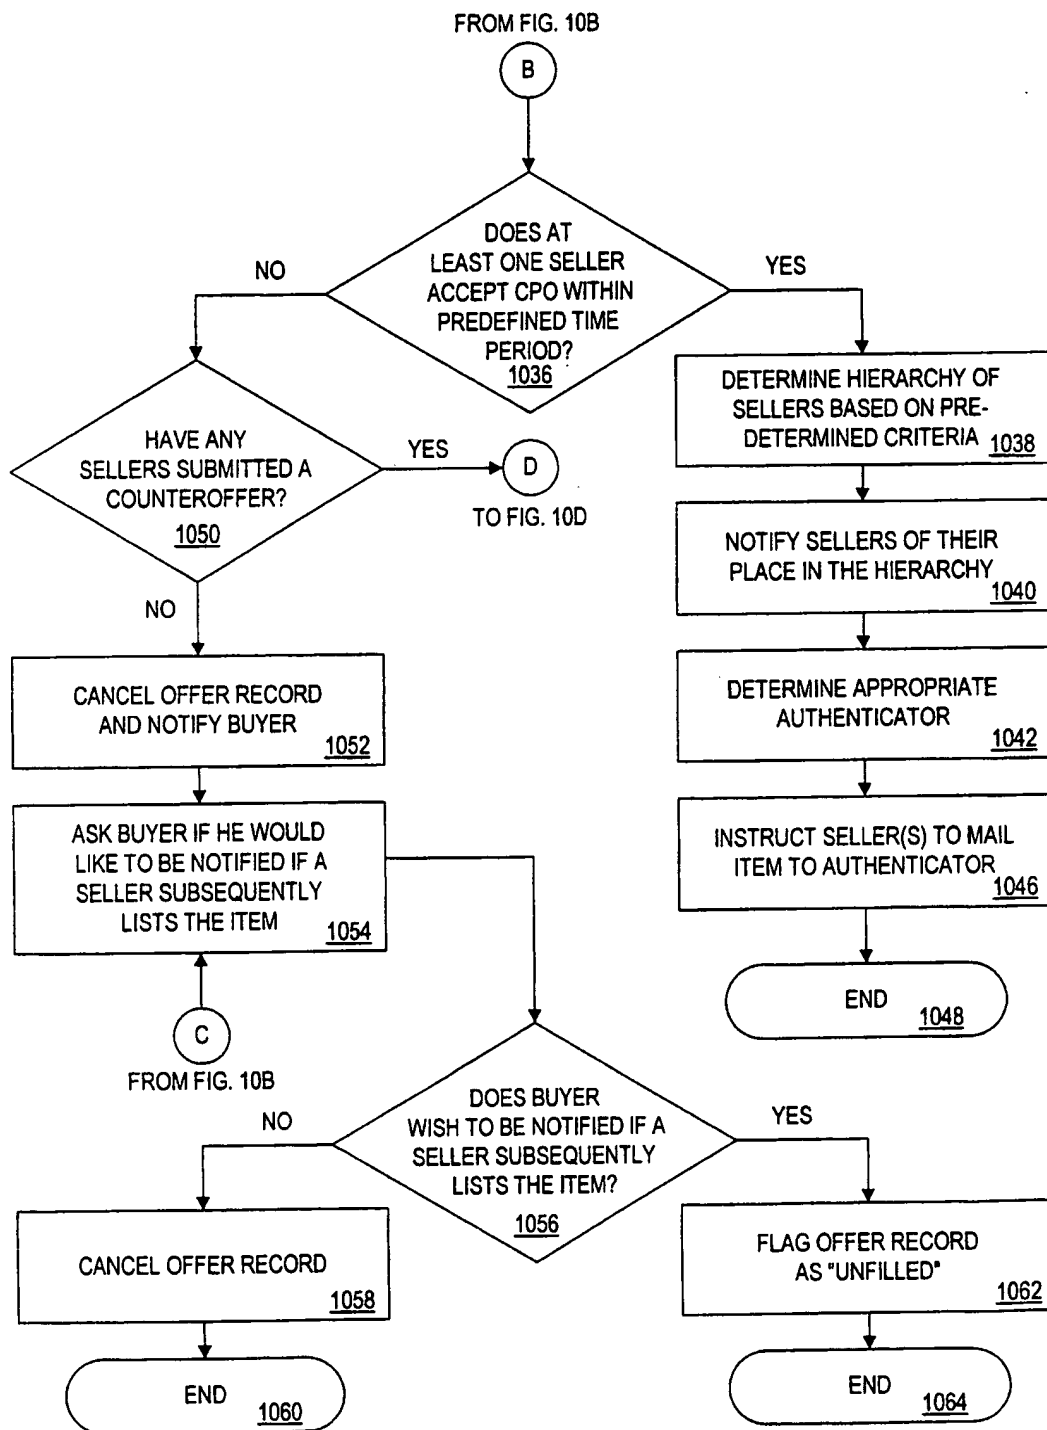 FROM FIG. 10B
B
DOES AT
LEAST ONE SELLER
ACCEPT CPO WITHIN
PREDEFINED TIME
PERIOD?
1036
NO
YES
HAVE ANY
SELLERS SUBMITTED A
COUNTEROFFER?
1050
YES
D
TO FIG. 10D
NO
DETERMINE HIERARCHY OF
SELLERS BASED ON PRE-
DETERMINED CRITERIA
1038
NOTIFY SELLERS OF THEIR
PLACE IN THE HIERARCHY
1040
DETERMINE APPROPRIATE
AUTHENTICATOR
1042
INSTRUCT SELLER(S) TO MAIL
ITEM TO AUTHENTICATOR
1046
END
1048
CANCEL OFFER RECORD
AND NOTIFY BUYER
1052
ASK BUYER IF HE WOULD
LIKE TO BE NOTIFIED IF A
SELLER SUBSEQUENTLY
LISTS THE ITEM
1054
C
FROM FIG. 10B
DOES BUYER
WISH TO BE NOTIFIED IF A
SELLER SUBSEQUENTLY
LISTS THE ITEM?
1056
NO
YES
CANCEL OFFER RECORD
1058
END
1060
FLAG OFFER RECORD
AS "UNFILLED"
1062
END
1064